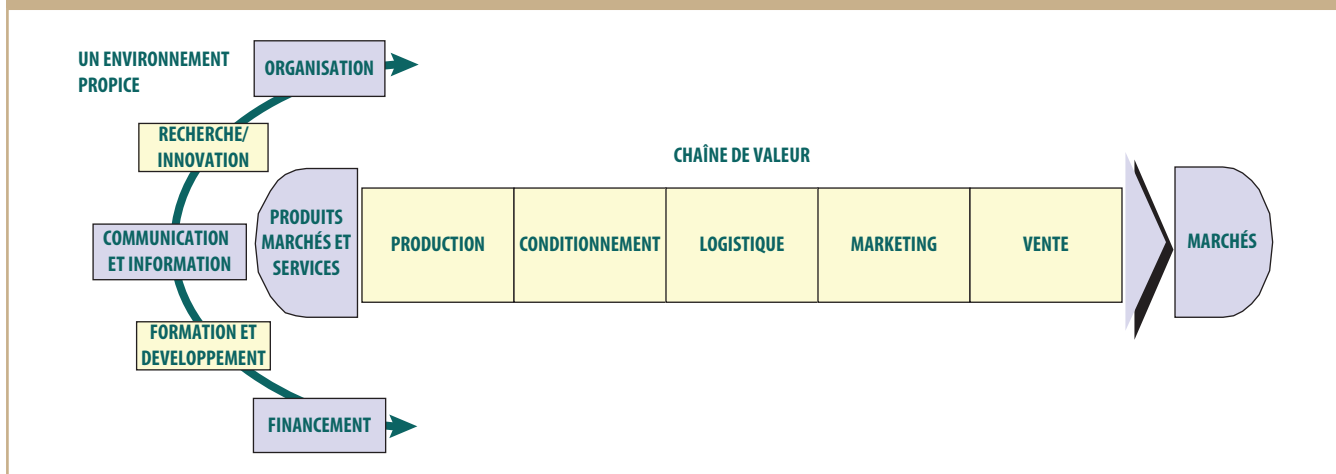 UN ENVIRONNEMENT
PROPICE
ORGANISATION
RECHERCHE/
INNOVATION
COMMUNICATION
ET INFORMATION
FORMATION ET
DEVELOPPEMENT
FINANCEMENT
CHAÎNE DE VALEUR
PRODUITS
MARCHÉS ET
SERVICES
PRODUCTION
CONDITIONNEMENT
LOGISTIQUE
MARKETING
VENTE
MARCHÉS